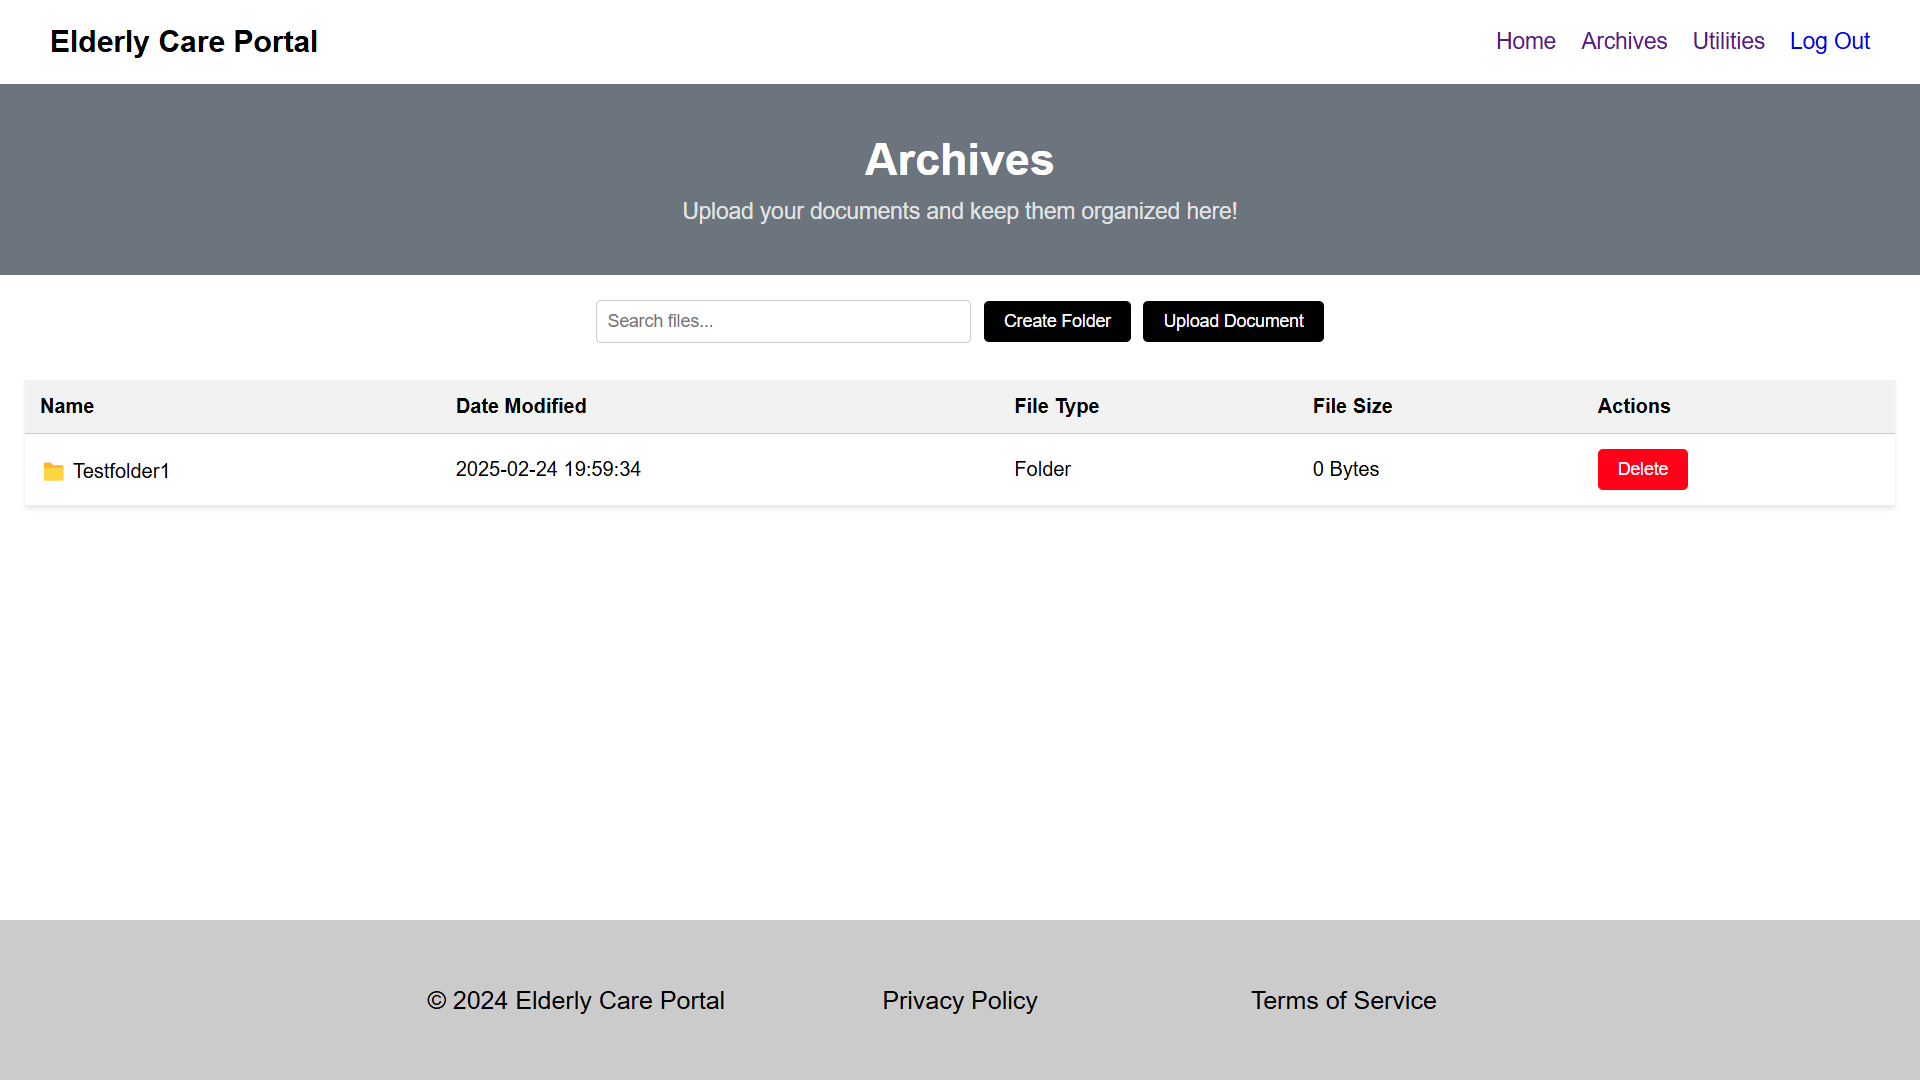 Elderly Care Portal
Home Archives Utilities Log Out
Archives
Upload your documents and keep them organized here!
Search files... Create Folder Upload Document
Name Date Modified File Type File Size Actions
Testfolder1 2025-02-24 19:59:34 Folder 0 Bytes Delete
© 2024 Elderly Care Portal Privacy Policy Terms of Service